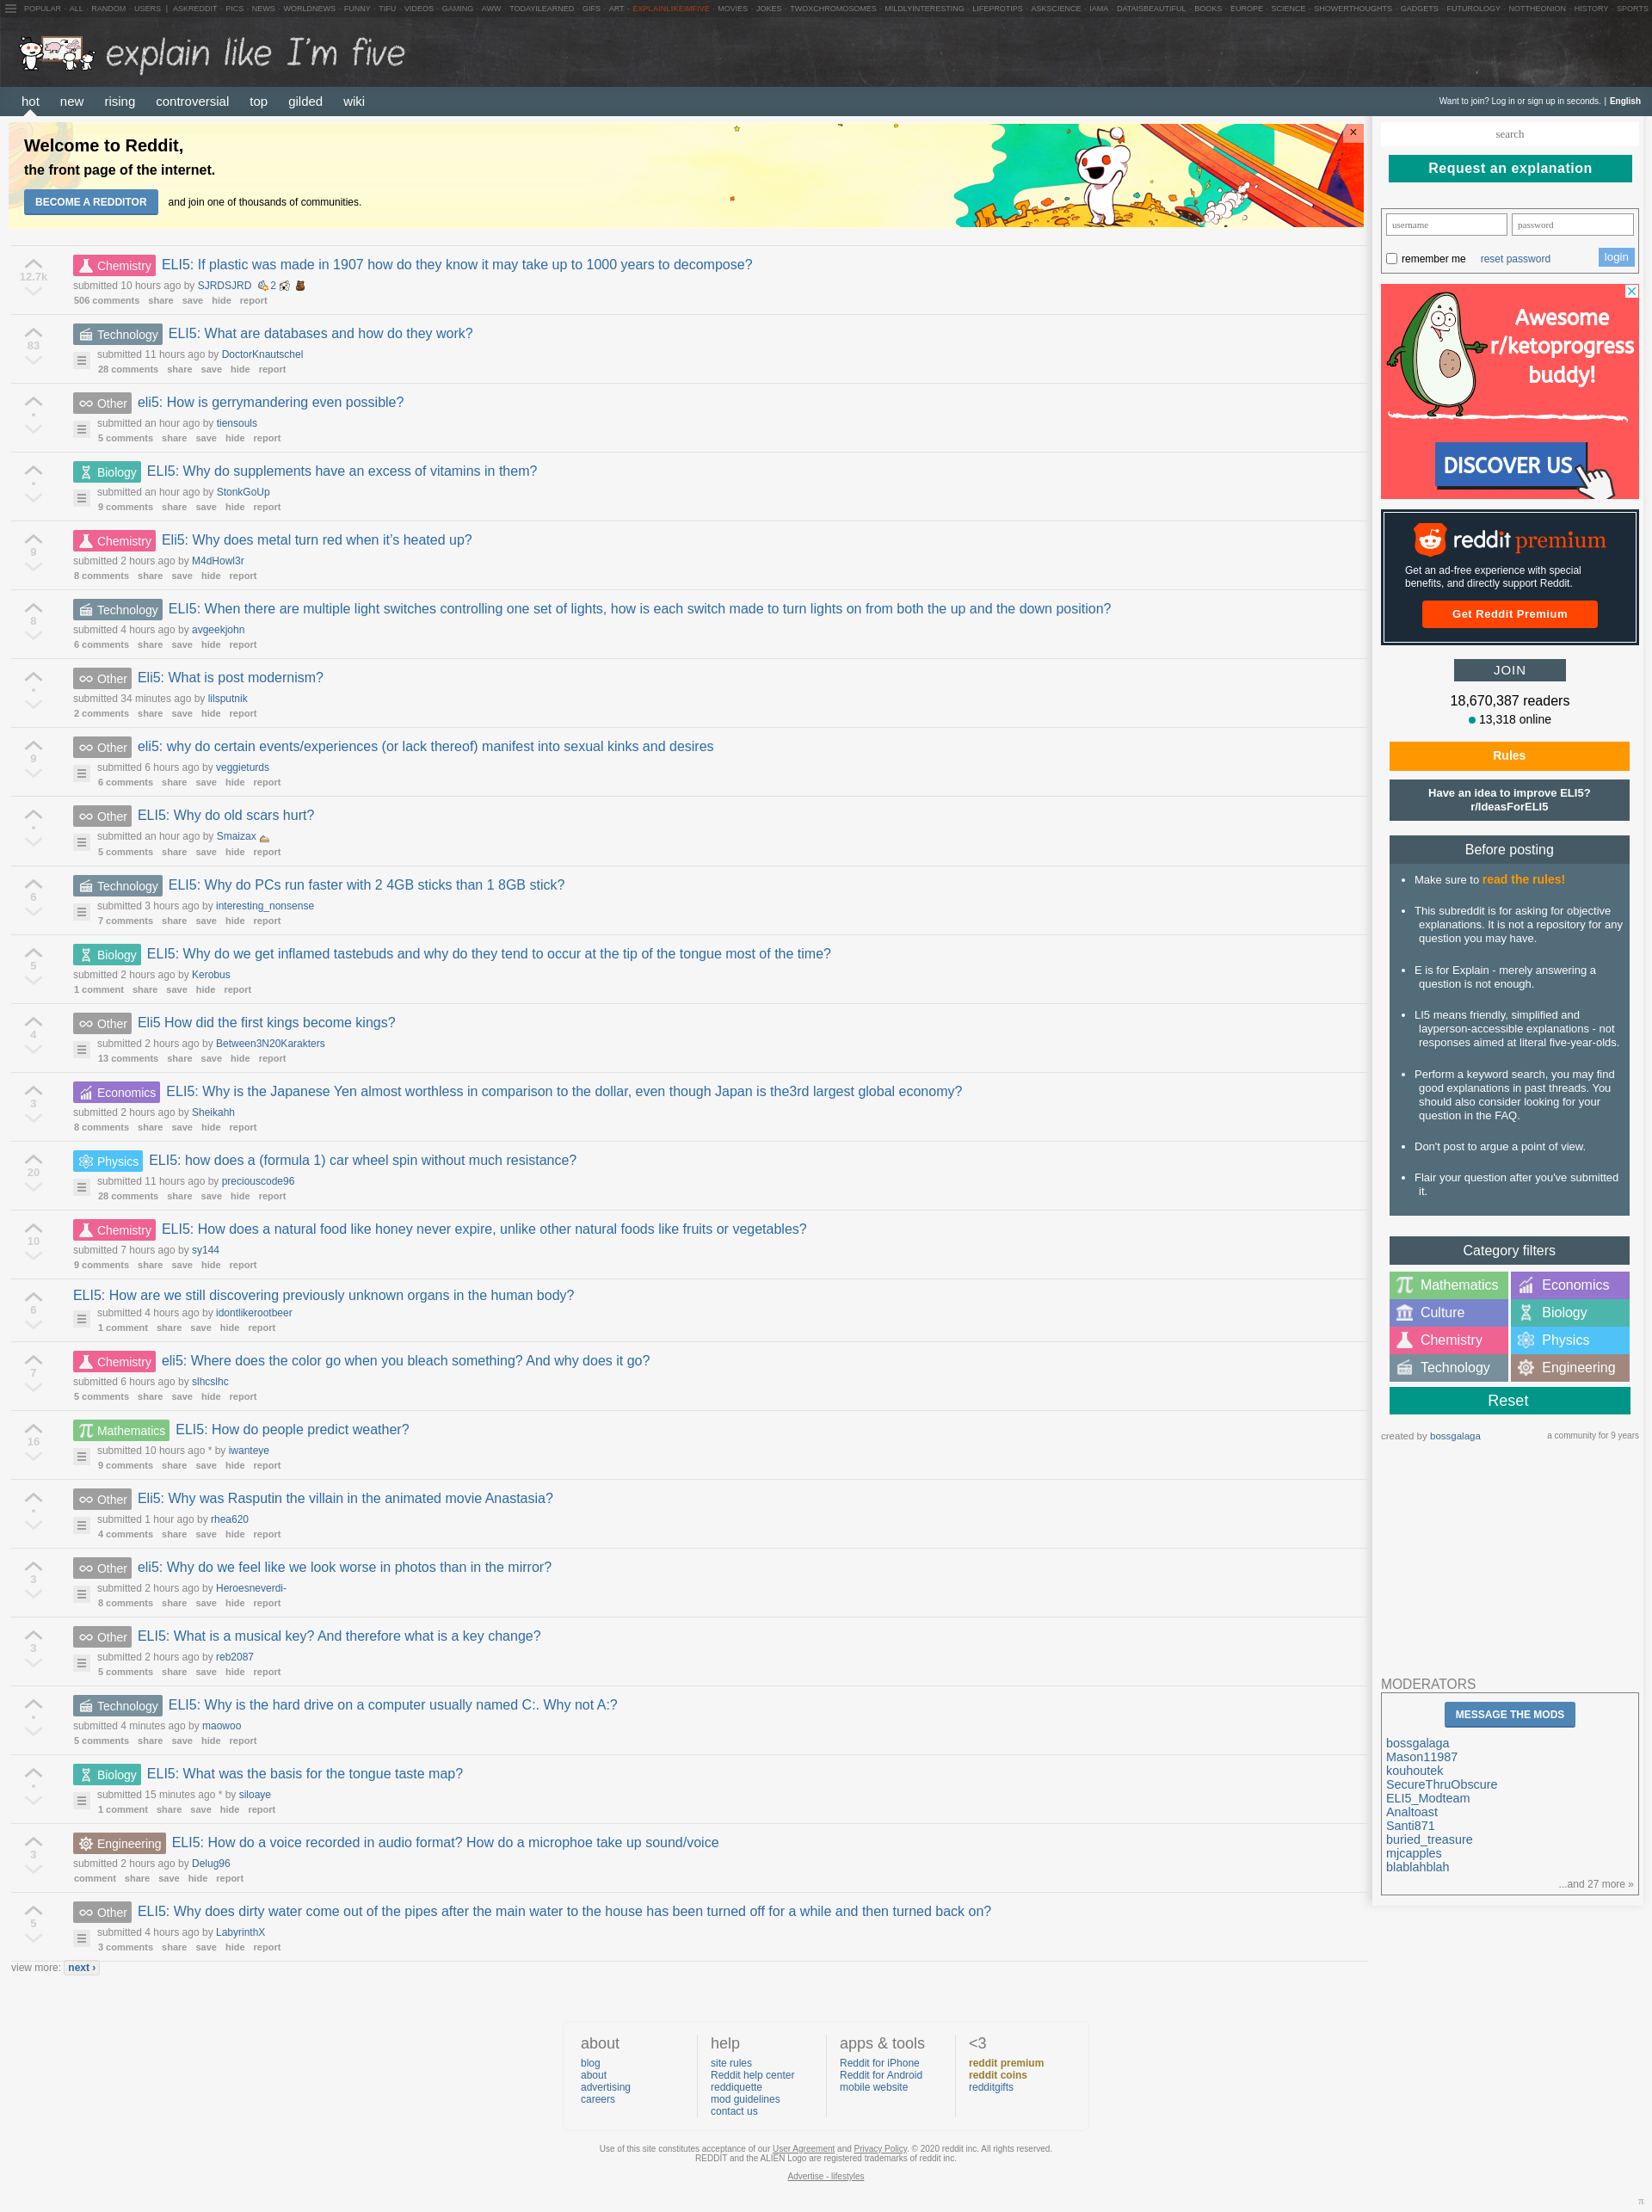 POPULAR - ALL - RANDOM - USERS | ASKREDDIT - PICS - NEWS - WORLDNEWS - FUNNY - TIFU - VIDEOS - GAMING - AWW - TODAYILEARNED - GIFS - ART - EXPLAINLIKEIMFIVE - MOVIES - JOKES - TWOXCHROMOSOMES - MILDLYINTERESTING - LIFEPROTIPS - ASKSCIENCE - IAMA - DATAISBEAUTIFUL - BOOKS - EUROPE - SCIENCE - SHOWERTHOUGHTS - GADGETS - FUTUROLOGY - NOTTHEONION - HISTORY - SPORTS
explain like I'm five
hot new rising controversial top gilded wiki
Want to join? Log in or sign up in seconds. | English
Welcome to Reddit,
the front page of the internet.
BECOME A REDDITOR and join one of thousands of communities.
×
12.7k
Chemistry ELI5: If plastic was made in 1907 how do they know it may take up to 1000 years to decompose?
submitted 10 hours ago by SJRDSJRD 2
506 comments share save hide report
83
Technology ELI5: What are databases and how do they work?
submitted 11 hours ago by DoctorKnautschel
28 comments share save hide report
•
Other eli5: How is gerrymandering even possible?
submitted an hour ago by tiensouls
5 comments share save hide report
•
Biology ELI5: Why do supplements have an excess of vitamins in them?
submitted an hour ago by StonkGoUp
9 comments share save hide report
9
Chemistry Eli5: Why does metal turn red when it’s heated up?
submitted 2 hours ago by M4dHowl3r
8 comments share save hide report
8
Technology ELI5: When there are multiple light switches controlling one set of lights, how is each switch made to turn lights on from both the up and the down position?
submitted 4 hours ago by avgeekjohn
6 comments share save hide report
•
Other Eli5: What is post modernism?
submitted 34 minutes ago by lilsputnik
2 comments share save hide report
9
Other eli5: why do certain events/experiences (or lack thereof) manifest into sexual kinks and desires
submitted 6 hours ago by veggieturds
6 comments share save hide report
•
Other ELI5: Why do old scars hurt?
submitted an hour ago by Smaizax
5 comments share save hide report
6
Technology ELI5: Why do PCs run faster with 2 4GB sticks than 1 8GB stick?
submitted 3 hours ago by interesting_nonsense
7 comments share save hide report
5
Biology ELI5: Why do we get inflamed tastebuds and why do they tend to occur at the tip of the tongue most of the time?
submitted 2 hours ago by Kerobus
1 comment share save hide report
4
Other Eli5 How did the first kings become kings?
submitted 2 hours ago by Between3N20Karakters
13 comments share save hide report
3
Economics ELI5: Why is the Japanese Yen almost worthless in comparison to the dollar, even though Japan is the3rd largest global economy?
submitted 2 hours ago by Sheikahh
8 comments share save hide report
20
Physics ELI5: how does a (formula 1) car wheel spin without much resistance?
submitted 11 hours ago by preciouscode96
28 comments share save hide report
10
Chemistry ELI5: How does a natural food like honey never expire, unlike other natural foods like fruits or vegetables?
submitted 7 hours ago by sy144
9 comments share save hide report
6
ELI5: How are we still discovering previously unknown organs in the human body?
submitted 4 hours ago by idontlikerootbeer
1 comment share save hide report
7
Chemistry eli5: Where does the color go when you bleach something? And why does it go?
submitted 6 hours ago by slhcslhc
5 comments share save hide report
16
Mathematics ELI5: How do people predict weather?
submitted 10 hours ago * by iwanteye
9 comments share save hide report
•
Other Eli5: Why was Rasputin the villain in the animated movie Anastasia?
submitted 1 hour ago by rhea620
4 comments share save hide report
3
Other eli5: Why do we feel like we look worse in photos than in the mirror?
submitted 2 hours ago by Heroesneverdi-
8 comments share save hide report
3
Other ELI5: What is a musical key? And therefore what is a key change?
submitted 2 hours ago by reb2087
5 comments share save hide report
•
Technology ELI5: Why is the hard drive on a computer usually named C:. Why not A:?
submitted 4 minutes ago by maowoo
5 comments share save hide report
•
Biology ELI5: What was the basis for the tongue taste map?
submitted 15 minutes ago * by siloaye
1 comment share save hide report
3
Engineering ELI5: How do a voice recorded in audio format? How do a microphoe take up sound/voice
submitted 2 hours ago by Delug96
comment share save hide report
5
Other ELI5: Why does dirty water come out of the pipes after the main water to the house has been turned off for a while and then turned back on?
submitted 4 hours ago by LabyrinthX
3 comments share save hide report
view more: next ›
search
Request an explanation
username password
remember me reset password login
Awesome
r/ketoprogress
buddy!
DISCOVER US
reddit premium
Get an ad-free experience with special
benefits, and directly support Reddit.
Get Reddit Premium
JOIN
18,670,387 readers
13,318 online
Rules
Have an idea to improve ELI5?
r/IdeasForELI5
Before posting
• Make sure to read the rules!
• This subreddit is for asking for objective
explanations. It is not a repository for any
question you may have.
• E is for Explain - merely answering a
question is not enough.
• LI5 means friendly, simplified and
layperson-accessible explanations - not
responses aimed at literal five-year-olds.
• Perform a keyword search, you may find
good explanations in past threads. You
should also consider looking for your
question in the FAQ.
• Don't post to argue a point of view.
• Flair your question after you've submitted
it.
Category filters
Mathematics Economics
Culture Biology
Chemistry Physics
Technology Engineering
Reset
created by bossgalaga a community for 9 years
MODERATORS
MESSAGE THE MODS
bossgalaga
Mason11987
kouhoutek
SecureThruObscure
ELI5_Modteam
Analtoast
Santi871
buried_treasure
mjcapples
blablahblah
...and 27 more »
about
blog
about
advertising
careers
help
site rules
Reddit help center
reddiquette
mod guidelines
contact us
apps & tools
Reddit for iPhone
Reddit for Android
mobile website
<3
reddit premium
reddit coins
redditgifts
Use of this site constitutes acceptance of our User Agreement and Privacy Policy. © 2020 reddit inc. All rights reserved.
REDDIT and the ALIEN Logo are registered trademarks of reddit inc.
Advertise - lifestyles
π